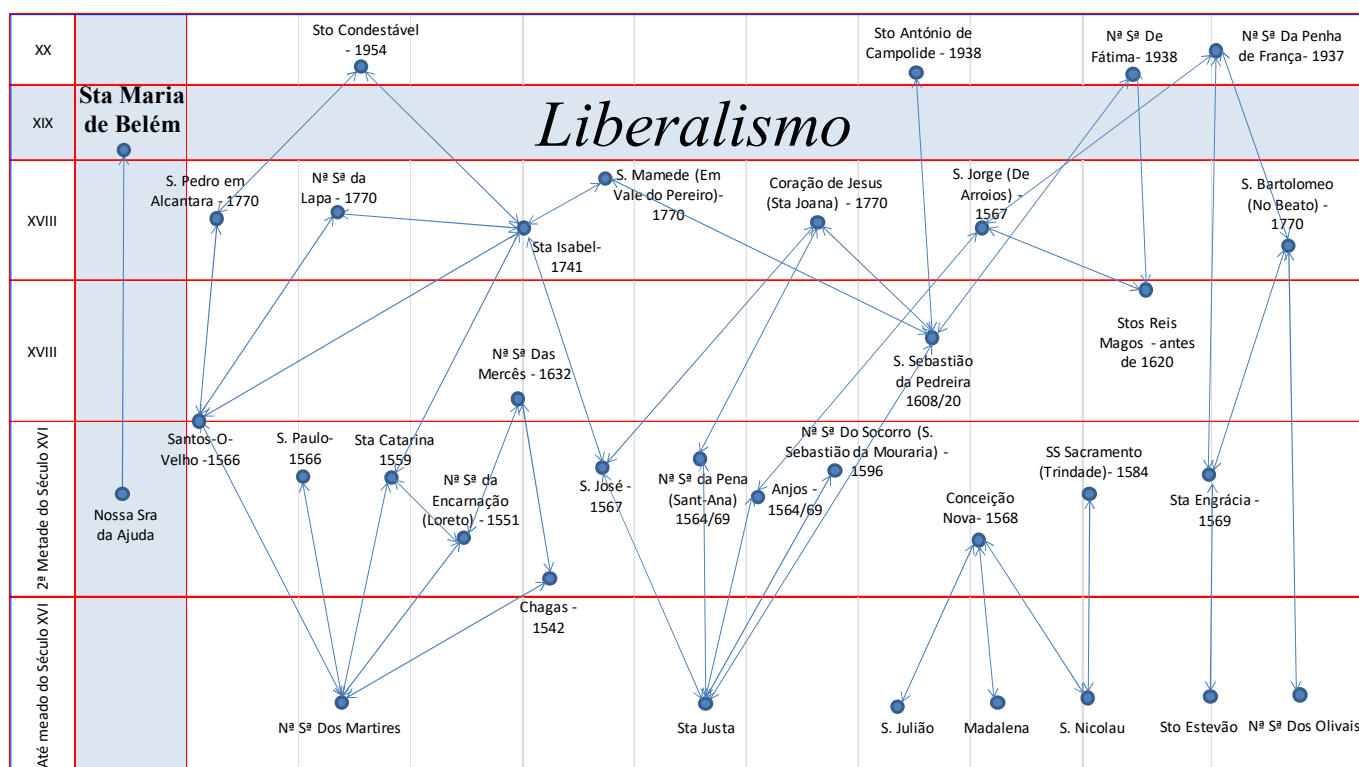 XX
Sto Condestável
- 1954
Sto António de
Campolide - 1938
Nª Sª De
Fátima- 1938
Nª Sª Da Penha
de França- 1937
XIX
Sta Maria
de Belém
Liberalismo
XVIII
S. Pedro em
Alcantara - 1770
Nª Sª da
Lapa - 1770
Sta Isabel-
1741
S. Mamede (Em
Vale do Pereiro)-
1770
Coração de Jesus
(Sta Joana) - 1770
S. Jorge (De
Arroios) -
1567
S. Bartolomeo
(No Beato) -
1770
XVIII
Nª Sª Das
Mercês - 1632
S. Sebastião
da Pedreira
1608/20
Stos Reis
Magos - antes
de 1620
2ª Metade do Século XVI
Nossa Sra
da Ajuda
Santos-O-
Velho -1566
S. Paulo-
1566
Sta Catarina
1559
Nª Sª da
Encarnação
(Loreto) - 1551
Chagas -
1542
S. José -
1567
Nª Sª da Pena
(Sant-Ana)
1564/69
Anjos -
1564/69
Nª Sª Do Socorro (S.
Sebastião da Mouraria) -
1596
Conceição
Nova- 1568
SS Sacramento
(Trindade)- 1584
Sta Engrácia -
1569
Até meado do Século XVI
Nª Sª Dos Martires
Sta Justa
S. Julião
Madalena
S. Nicolau
Sto Estevão
Nª Sª Dos Olivais